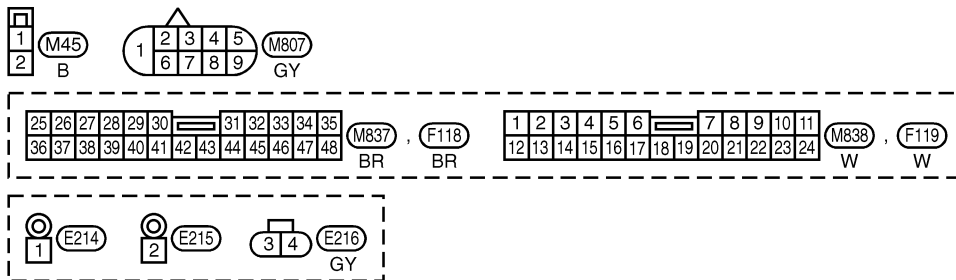 1 M45 2 3 4 5 M807
2 B 1 6 7 8 9 GY
25 26 27 28 29 30 31 32 33 34 35 M837 , F118 1 2 3 4 5 6 7 8 9 10 11 M838 , F119
36 37 38 39 40 41 42 43 44 45 46 47 48 BR BR 12 13 14 15 16 17 18 19 20 21 22 23 24 W W
1 E214 2 E215 3 4 E216
GY